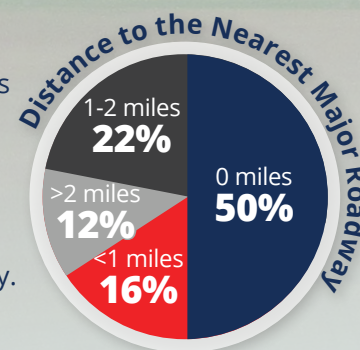 Distance to the Nearest Major Roadway
s
1-2 miles
22%
0 miles
50%
>2 miles
12%
<1 miles
16%
y.